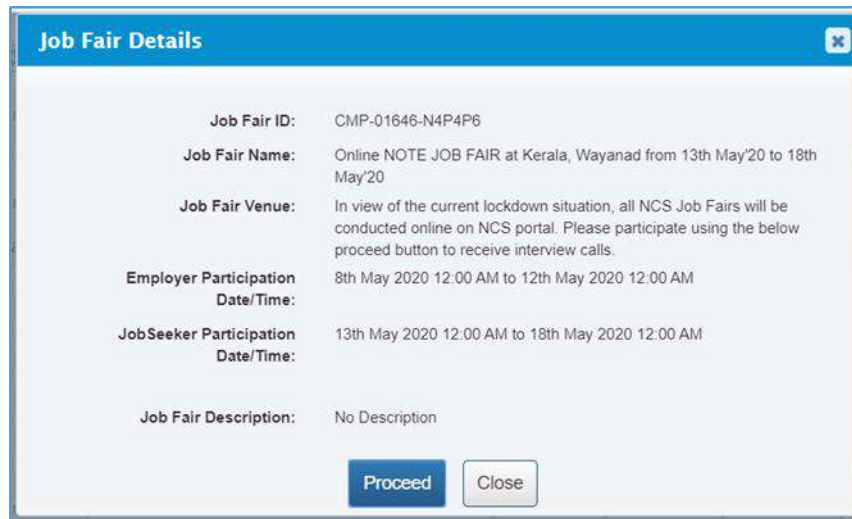 Job Fair Details
Job Fair ID: CMP-01646-N4P4P6
Job Fair Name: Online NOTE JOB FAIR at Kerala, Wayanad from 13th May'20 to 18th
May'20
Job Fair Venue: In view of the current lockdown situation, all NCS Job Fairs will be
conducted online on NCS portal. Please participate using the below
proceed button to receive interview calls.
Employer Participation 8th May 2020 12:00 AM to 12th May 2020 12:00 AM
Date/Time:
JobSeeker Participation 13th May 2020 12:00 AM to 18th May 2020 12:00 AM
Date/Time:
Job Fair Description: No Description
Proceed Close